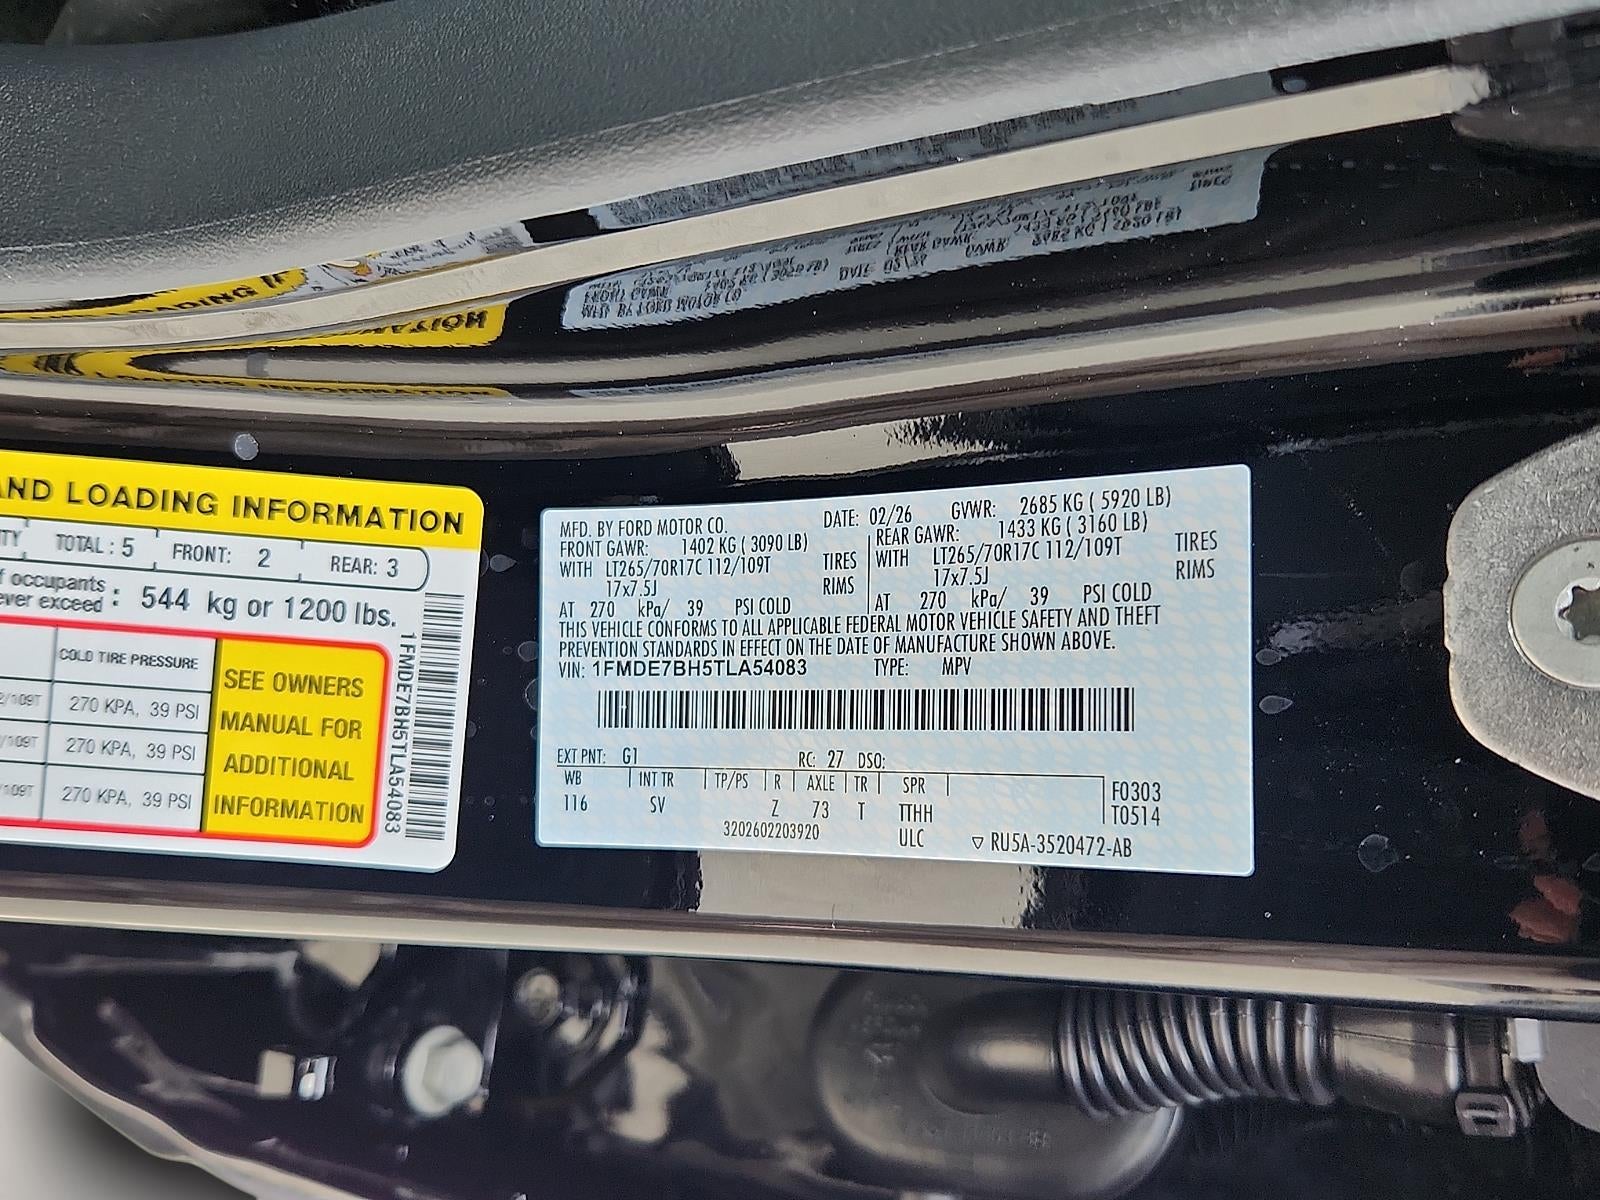 AND LOADING INFORMATION
TOTAL : 5 FRONT: 2 REAR: 3
of occupants
ever exceed : 544 kg or 1200 lbs.
COLD TIRE PRESSURE
/109T 270 KPA, 39 PSI
/109T 270 KPA, 39 PSI
/109T 270 KPA, 39 PSI
SEE OWNERS
MANUAL FOR
ADDITIONAL
INFORMATION
1FMDE7BH5TLA54083
MFD. BY FORD MOTOR CO. DATE: 02/26 GVWR: 2685 KG ( 5920 LB)
FRONT GAWR: 1402 KG ( 3090 LB) REAR GAWR: 1433 KG ( 3160 LB)
WITH LT265/70R17C 112/109T TIRES WITH LT265/70R17C 112/109T TIRES
17x7.5J RIMS 17x7.5J RIMS
AT 270 kPa/ 39 PSI COLD AT 270 kPa/ 39 PSI COLD
THIS VEHICLE CONFORMS TO ALL APPLICABLE FEDERAL MOTOR VEHICLE SAFETY AND THEFT
PREVENTION STANDARDS IN EFFECT ON THE DATE OF MANUFACTURE SHOWN ABOVE.
VIN: 1FMDE7BH5TLA54083 TYPE: MPV
EXT PNT: G1 RC: 27 DSO:
WB INT TR TP/PS R AXLE TR SPR F0303
116 SV Z 73 T TTHH T0514
3202602203920 ULC ▽ RU5A-3520472-AB